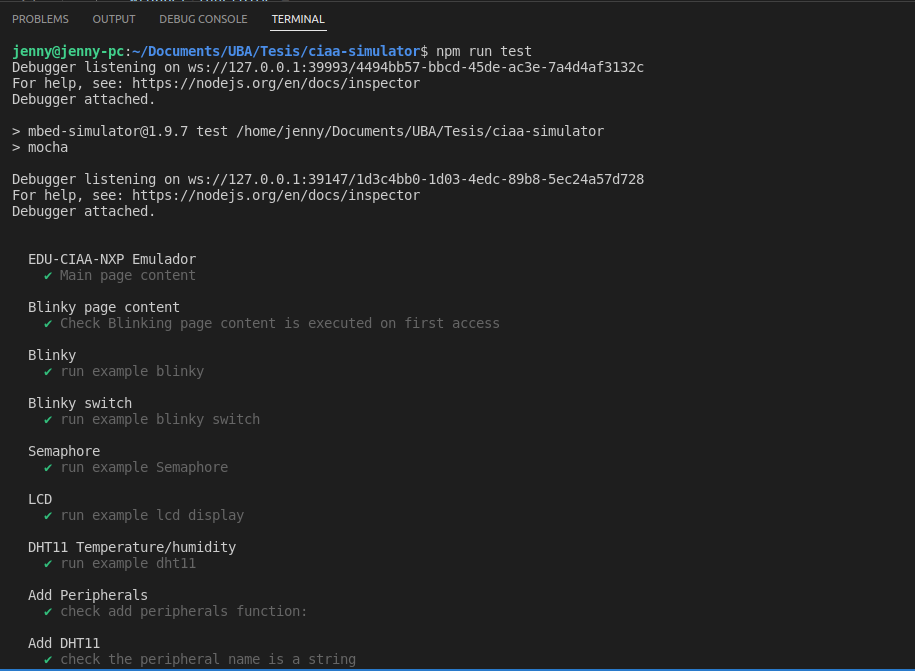 PROBLEMS OUTPUT DEBUG CONSOLE TERMINAL
jenny@jenny-pc:~/Documents/UBA/Tesis/ciaa-simulator$ npm run test
Debugger listening on ws://127.0.0.1:39993/4494bb57-bbcd-45de-ac3e-7a4d4af3132c
For help, see: https://nodejs.org/en/docs/inspector
Debugger attached.
> mbed-simulator@1.9.7 test /home/jenny/Documents/UBA/Tesis/ciaa-simulator
> mocha
Debugger listening on ws://127.0.0.1:39147/1d3c4bb0-1d03-4edc-89b8-5ec24a57d728
For help, see: https://nodejs.org/en/docs/inspector
Debugger attached.
EDU-CIAA-NXP Emulador
✔ Main page content
Blinky page content
✔ Check Blinking page content is executed on first access
Blinky
✔ run example blinky
Blinky switch
✔ run example blinky switch
Semaphore
✔ run example Semaphore
LCD
✔ run example lcd display
DHT11 Temperature/humidity
✔ run example dht11
Add Peripherals
✔ check add peripherals function:
Add DHT11
✔ check the peripheral name is a string